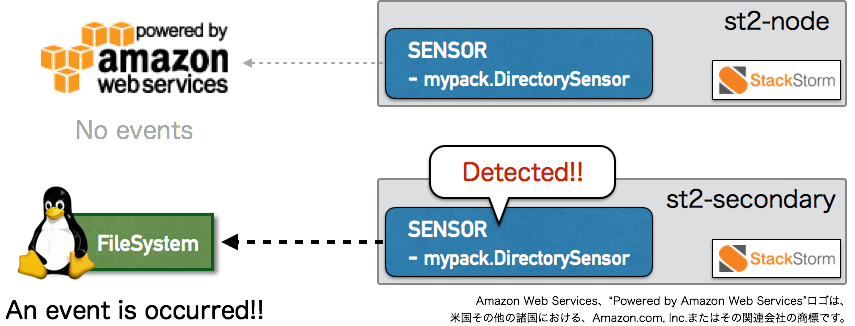 powered by
amazon
web services
No events
SENSOR
- mypack.DirectorySensor
st2-node
StackStorm
Detected!!
FileSystem
An event is occurred!!
SENSOR
- mypack.DirectorySensor
st2-secondary
StackStorm
Amazon Web Services、“Powered by Amazon Web Services”ロゴは、
米国その他の諸国における、Amazon.com, Inc.またはその関連会社の商標です。